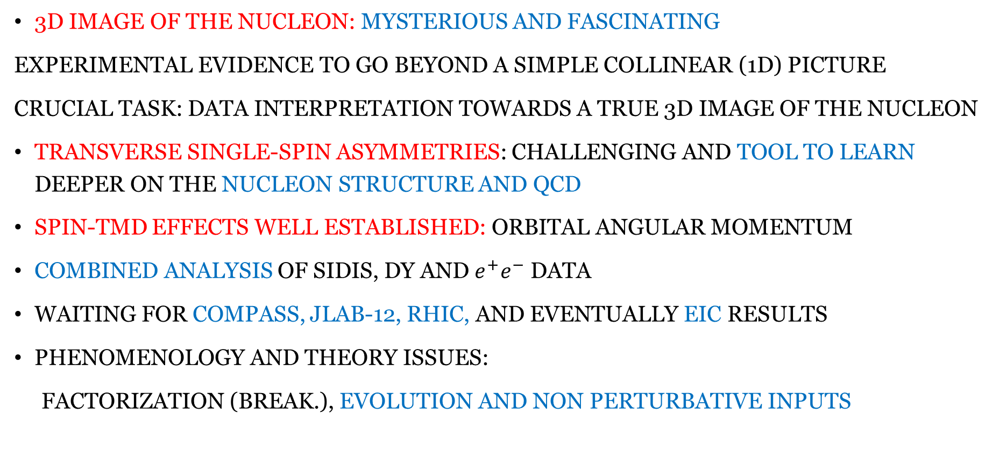 • 3D IMAGE OF THE NUCLEON: MYSTERIOUS AND FASCINATING
EXPERIMENTAL EVIDENCE TO GO BEYOND A SIMPLE COLLINEAR (1D) PICTURE
CRUCIAL TASK: DATA INTERPRETATION TOWARDS A TRUE 3D IMAGE OF THE NUCLEON
• TRANSVERSE SINGLE-SPIN ASYMMETRIES: CHALLENGING AND TOOL TO LEARN
DEEPER ON THE NUCLEON STRUCTURE AND QCD
• SPIN-TMD EFFECTS WELL ESTABLISHED: ORBITAL ANGULAR MOMENTUM
• COMBINED ANALYSIS OF SIDIS, DY AND e⁺e⁻ DATA
• WAITING FOR COMPASS, JLAB-12, RHIC, AND EVENTUALLY EIC RESULTS
• PHENOMENOLOGY AND THEORY ISSUES:
FACTORIZATION (BREAK.), EVOLUTION AND NON PERTURBATIVE INPUTS